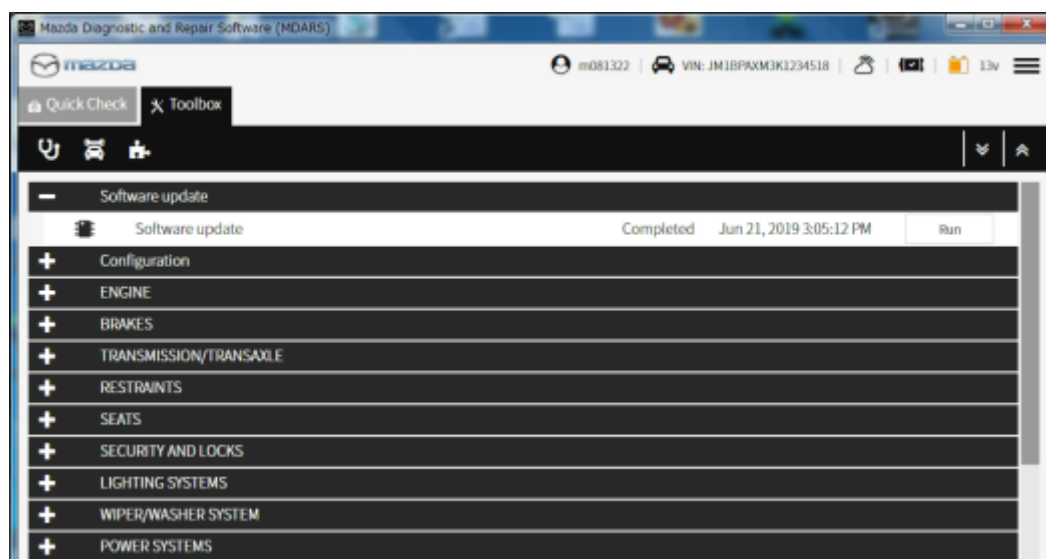 Mazda Diagnostic and Repair Software (MDARS)
mazda m081322 | VIN: JM1BPAXM3K1234518 | 13v
Quick Check Toolbox
Software update
Software update Completed Jun 21, 2019 3:05:12 PM Run
Configuration
ENGINE
BRAKES
TRANSMISSION/TRANSAXLE
RESTRAINTS
SEATS
SECURITY AND LOCKS
LIGHTING SYSTEMS
WIPER/WASHER SYSTEM
POWER SYSTEMS